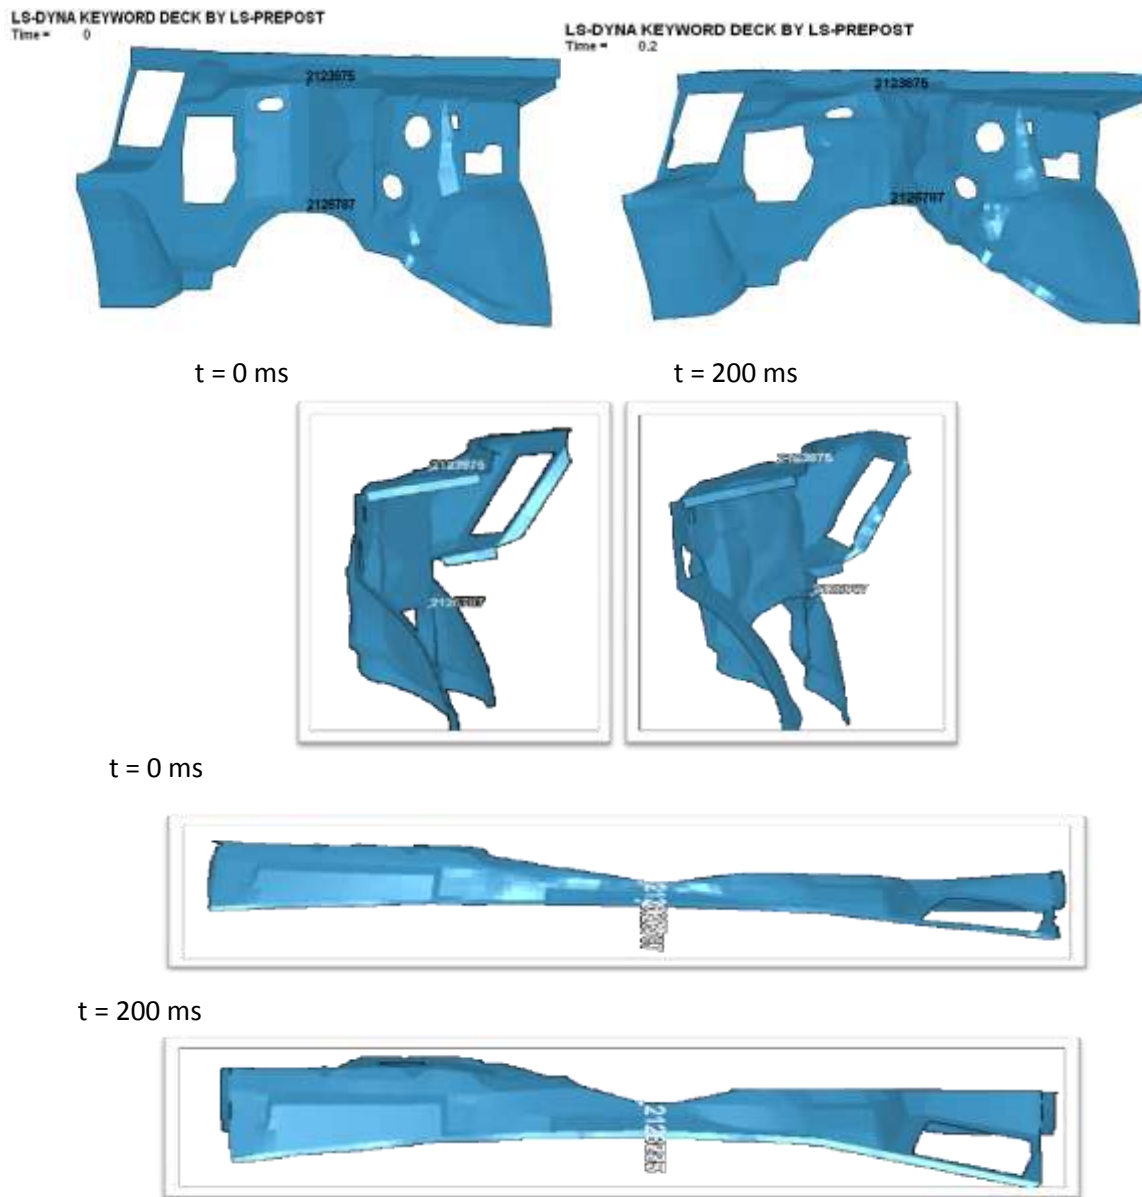 LS-DYNA KEYWORD DECK BY LS-PREPOST
Time = 0
LS-DYNA KEYWORD DECK BY LS-PREPOST
Time = 0.2
2123875
2126787
2123875
2126787
t = 0 ms
t = 200 ms
2123875
t = 0 ms
t = 200 ms